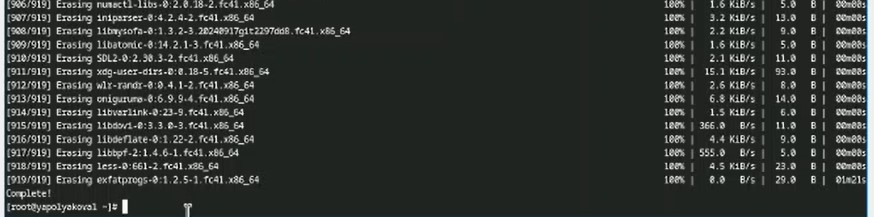 [906/919] Erasing numactl-libs-0:2.0.18-2.fc41.x86_64 100% | 1.6 KiB/s | 5.0 B | 00m00s
[907/919] Erasing iniparser-0:4.2.4-2.fc41.x86_64 100% | 3.2 KiB/s | 13.0 B | 00m00s
[908/919] Erasing libmysofa-0:1.3.2-3.20240917git2297dd8.fc41.x86_64 100% | 2.2 KiB/s | 9.0 B | 00m00s
[909/919] Erasing libatomic-0:14.2.1-3.fc41.x86_64 100% | 1.6 KiB/s | 5.0 B | 00m00s
[910/919] Erasing SDL2-0:2.30.3-2.fc41.x86_64 100% | 2.1 KiB/s | 11.0 B | 00m00s
[911/919] Erasing xdg-user-dirs-0:0.18-5.fc41.x86_64 100% | 15.1 KiB/s | 93.0 B | 00m00s
[912/919] Erasing wlr-randr-0:0.4.1-2.fc41.x86_64 100% | 2.6 KiB/s | 8.0 B | 00m00s
[913/919] Erasing oniguruma-0:6.9.9-4.fc41.x86_64 100% | 6.8 KiB/s | 14.0 B | 00m00s
[914/919] Erasing libvarlink-0:23-9.fc41.x86_64 100% | 1.5 KiB/s | 6.0 B | 00m00s
[915/919] Erasing libdovi-0:3.3.0-3.fc41.x86_64 100% | 366.0 B/s | 11.0 B | 00m00s
[916/919] Erasing libdeflate-0:1.22-2.fc41.x86_64 100% | 4.4 KiB/s | 9.0 B | 00m00s
[917/919] Erasing libbpf-2:1.4.6-1.fc41.x86_64 100% | 555.0 B/s | 5.0 B | 00m00s
[918/919] Erasing less-0:661-2.fc41.x86_64 100% | 4.5 KiB/s | 23.0 B | 00m00s
[919/919] Erasing exfatprogs-0:1.2.5-1.fc41.x86_64 100% | 0.0 B/s | 29.0 B | 01m21s
Complete!
[root@yapolyakoval ~]#